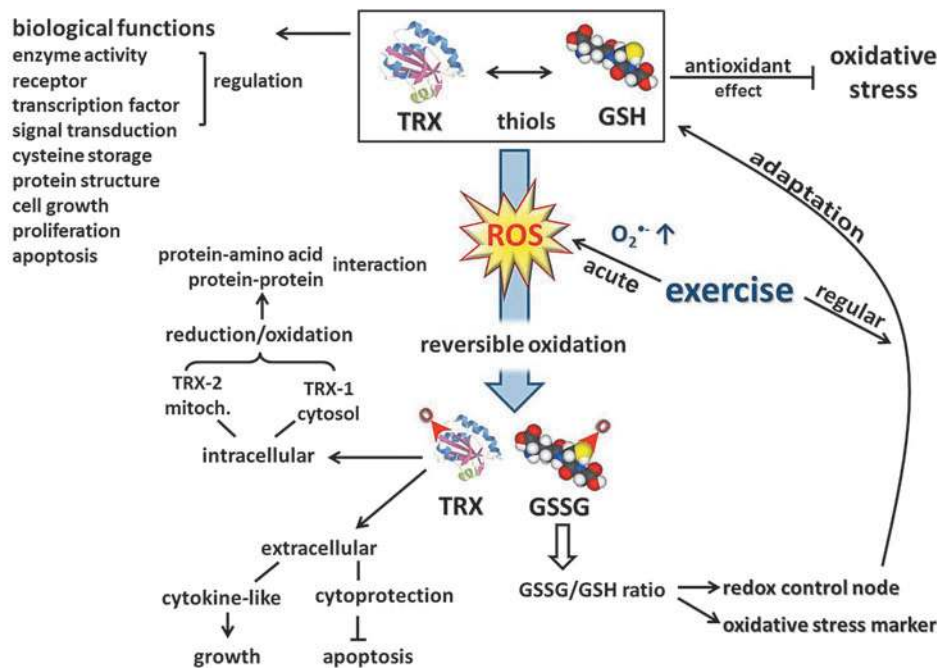 biological functions
enzyme activity
receptor
transcription factor
signal transduction
cysteine storage
protein structure
cell growth
proliferation
apoptosis
regulation
TRX
thiols
GSH
antioxidant
effect
oxidative
stress
adaptation
ROS
O₂•- ↑
acute
exercise
regular
protein-amino acid
protein-protein
interaction
reduction/oxidation
TRX-2
mitoch.
TRX-1
cytosol
intracellular
reversible oxidation
O
O
TRX
GSSG
extracellular
cytokine-like
cytoprotection
growth
apoptosis
GSSG/GSH ratio
redox control node
oxidative stress marker